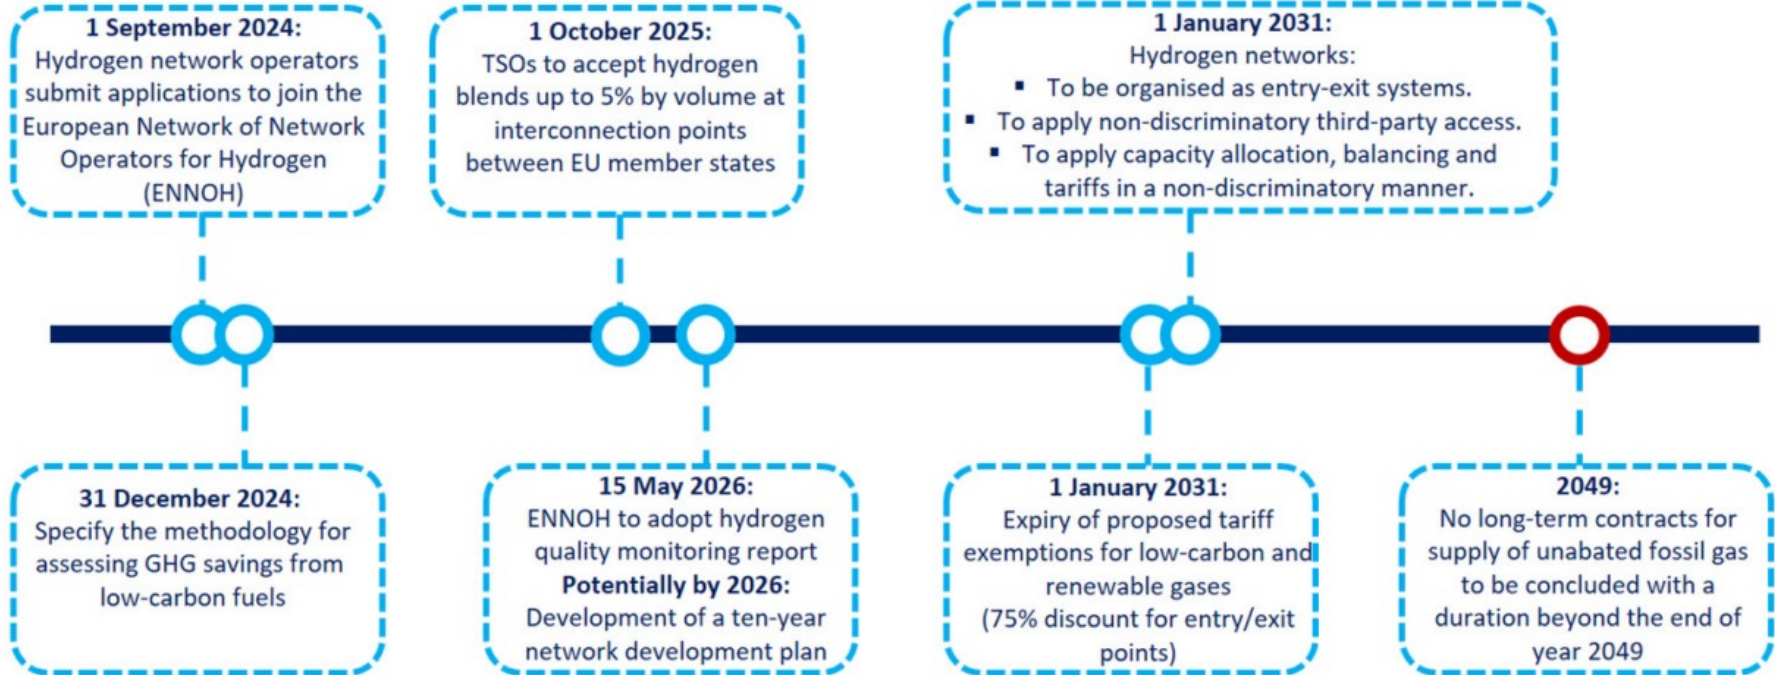 1 September 2024:
Hydrogen network operators
submit applications to join the
European Network of Network
Operators for Hydrogen
(ENNOH)
1 October 2025:
TSOs to accept hydrogen
blends up to 5% by volume at
interconnection points
between EU member states
1 January 2031:
Hydrogen networks:
▪ To be organised as entry-exit systems.
▪ To apply non-discriminatory third-party access.
▪ To apply capacity allocation, balancing and
tariffs in a non-discriminatory manner.
31 December 2024:
Specify the methodology for
assessing GHG savings from
low-carbon fuels
15 May 2026:
ENNOH to adopt hydrogen
quality monitoring report
Potentially by 2026:
Development of a ten-year
network development plan
1 January 2031:
Expiry of proposed tariff
exemptions for low-carbon and
renewable gases
(75% discount for entry/exit
points)
2049:
No long-term contracts for
supply of unabated fossil gas
to be concluded with a
duration beyond the end of
year 2049